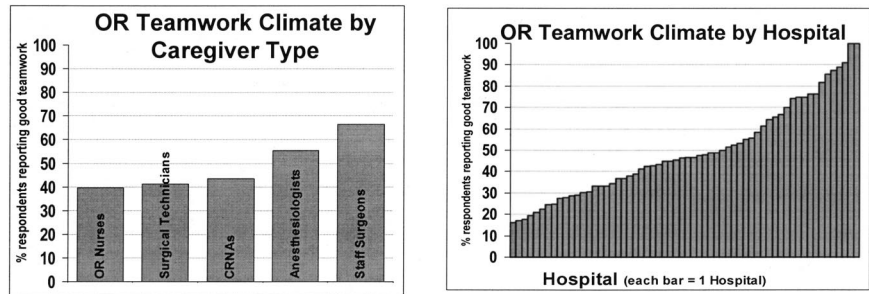 OR Teamwork Climate by
Caregiver Type
% respondents reporting good teamwork
100
90
80
70
60
50
40
30
20
10
0
OR Nurses
Surgical Technicians
CRNAs
Anesthesiologists
Staff Surgeons
OR Teamwork Climate by Hospital
% respondents reporting good teamwork
100
90
80
70
60
50
40
30
20
10
0
Hospital (each bar = 1 Hospital)